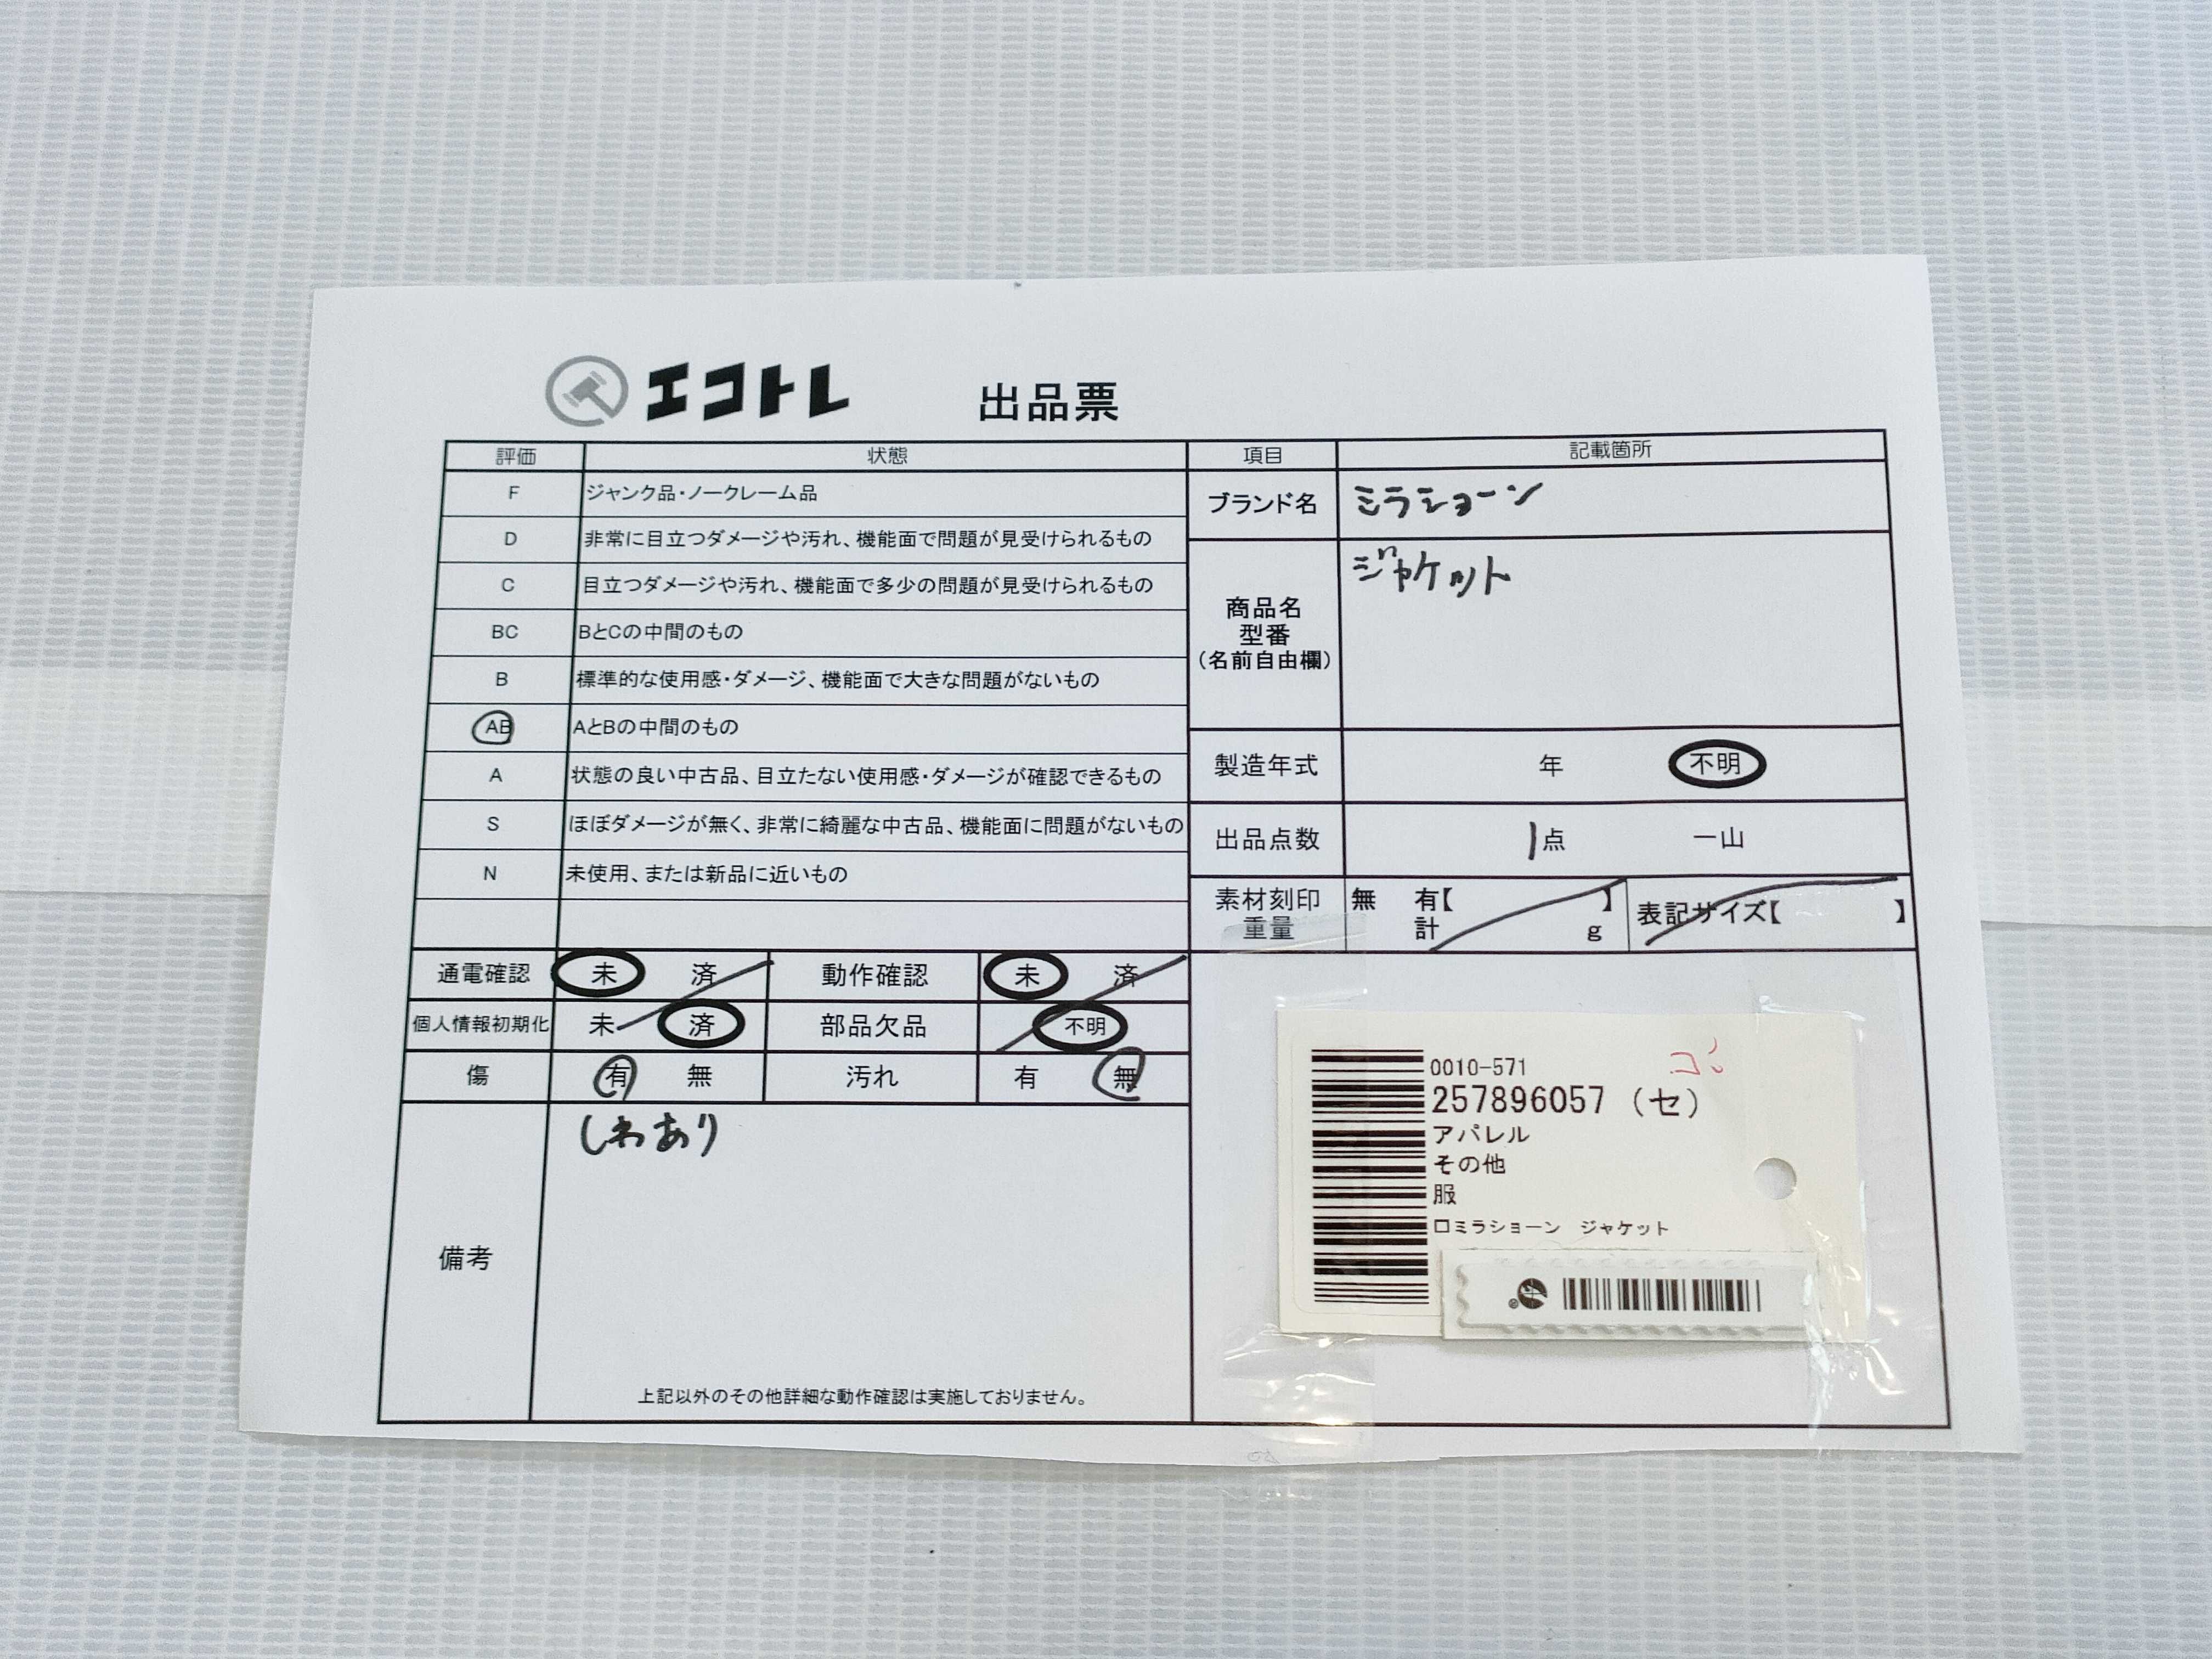 エコトレ 出品票
評価 状態
F ジャンク品・ノークレーム品
D 非常に目立つダメージや汚れ、機能面で問題が見受けられるもの
C 目立つダメージや汚れ、機能面で多少の問題が見受けられるもの
BC BとCの中間のもの
B 標準的な使用感・ダメージ、機能面で大きな問題がないもの
AB AとBの中間のもの
A 状態の良い中古品、目立たない使用感・ダメージが確認できるもの
S ほぼダメージが無く、非常に綺麗な中古品、機能面に問題がないもの
N 未使用、または新品に近いもの
通電確認 未 済 動作確認 未 済
個人情報初期化 未 済 部品欠品 不明
傷 有 無 汚れ 有 無
備考
しわあり
上記以外のその他詳細な動作確認は実施しておりません。
項目 記載箇所
ブランド名 ミラショーン
商品名
型番
(名前自由欄)
ジャケット
製造年式 年 不明
出品点数 1点 一山
素材刻印 無 有【 】 表記サイズ【 】
重量 計 g
0010-571
257896057 (セ)
アパレル
その他
服
口ミラショーン ジャケット